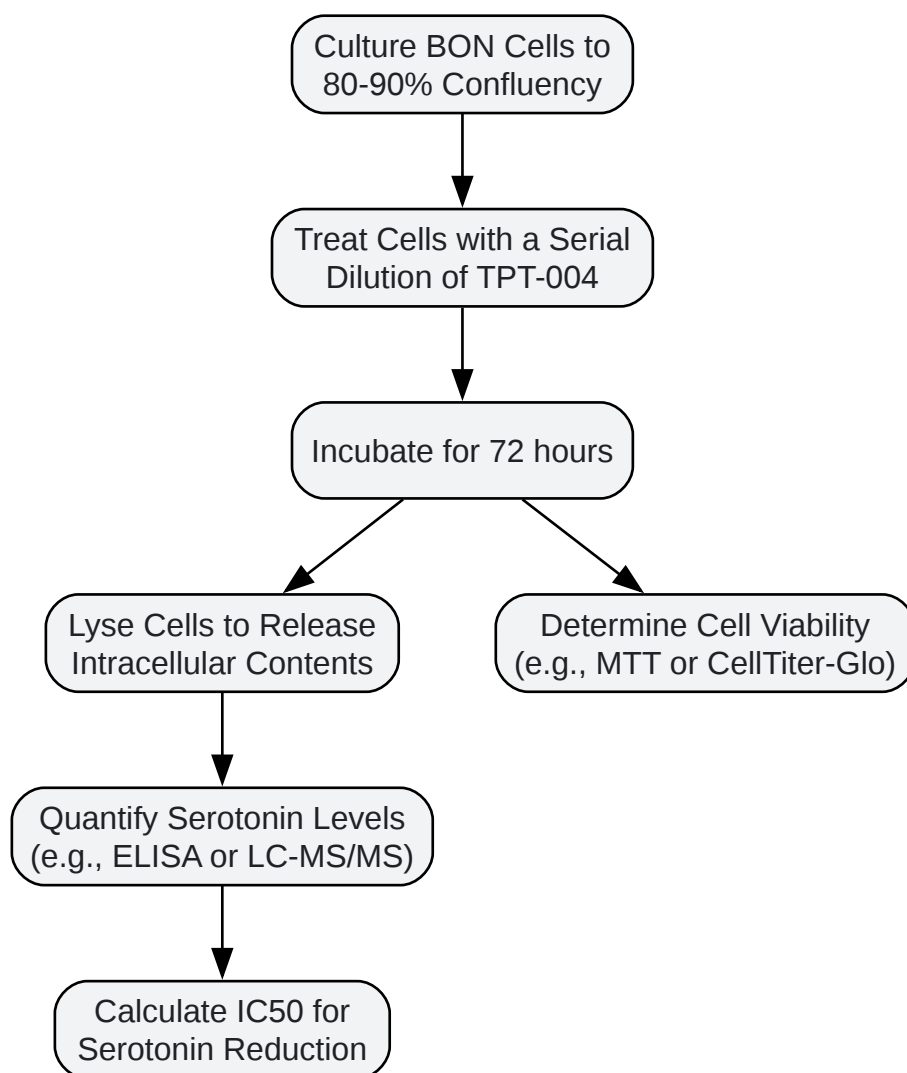 Culture BON Cells to
80-90% Confluency
Treat Cells with a Serial
Dilution of TPT-004
Incubate for 72 hours
Lyse Cells to Release
Intracellular Contents
Determine Cell Viability
(e.g., MTT or CellTiter-Glo)
Quantify Serotonin Levels
(e.g., ELISA or LC-MS/MS)
Calculate IC50 for
Serotonin Reduction